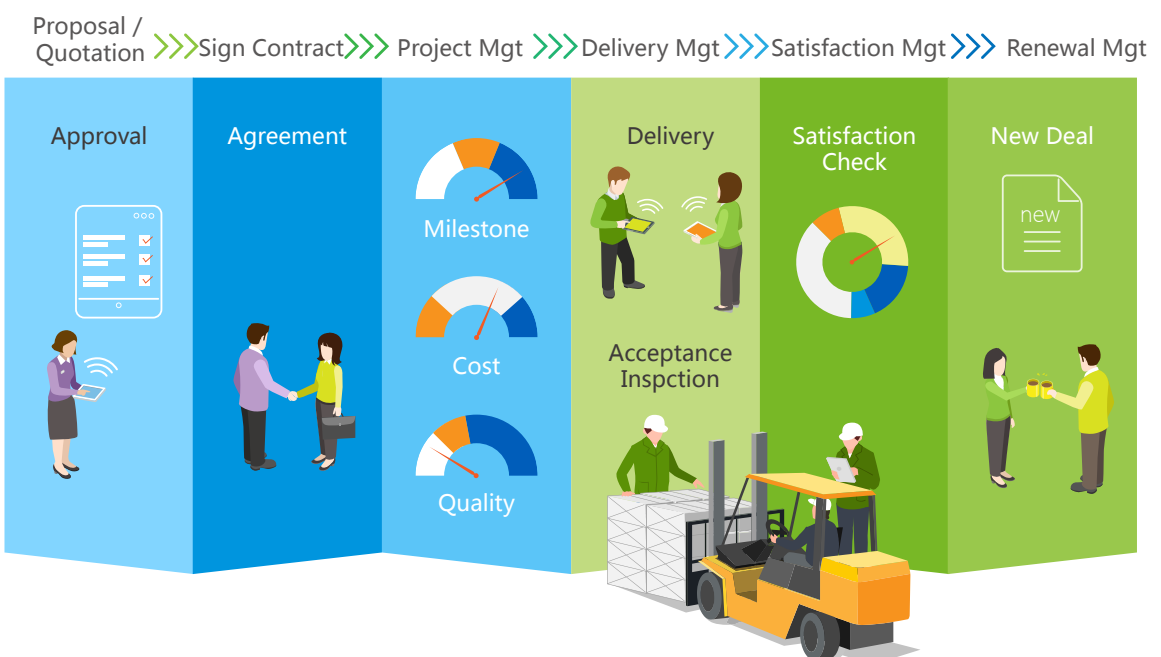 Proposal /
Quotation
Sign Contract
Project Mgt
Delivery Mgt
Satisfaction Mgt
Renewal Mgt
Approval
Agreement
Milestone
Cost
Quality
Delivery
Acceptance
Inspction
Satisfaction
Check
New Deal
new